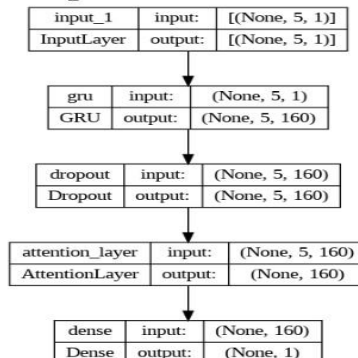 input_1 input: [(None, 5, 1)]
InputLayer output: [(None, 5, 1)]
gru input: (None, 5, 1)
GRU output: (None, 5, 160)
dropout input: (None, 5, 160)
Dropout output: (None, 5, 160)
attention_layer input: (None, 5, 160)
AttentionLayer output: (None, 160)
dense input: (None, 160)
Dense output: (None, 1)